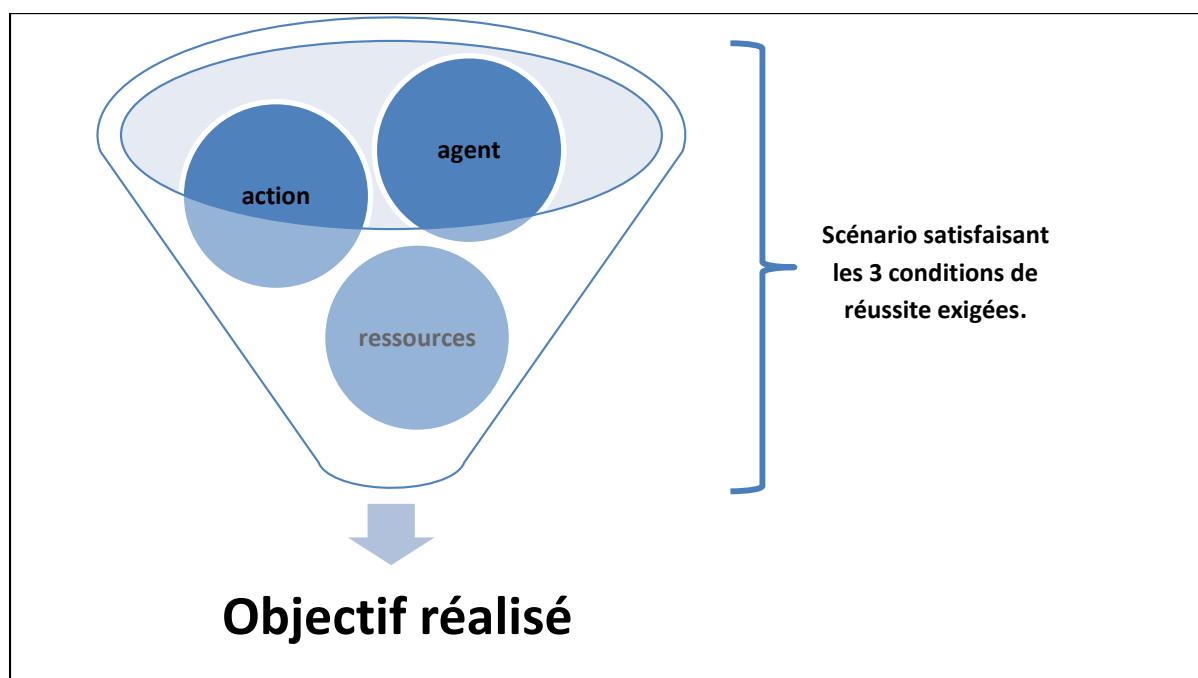 agent
action
ressources
Scénario satisfaisant
les 3 conditions de
réussite exigées.
Objectif réalisé